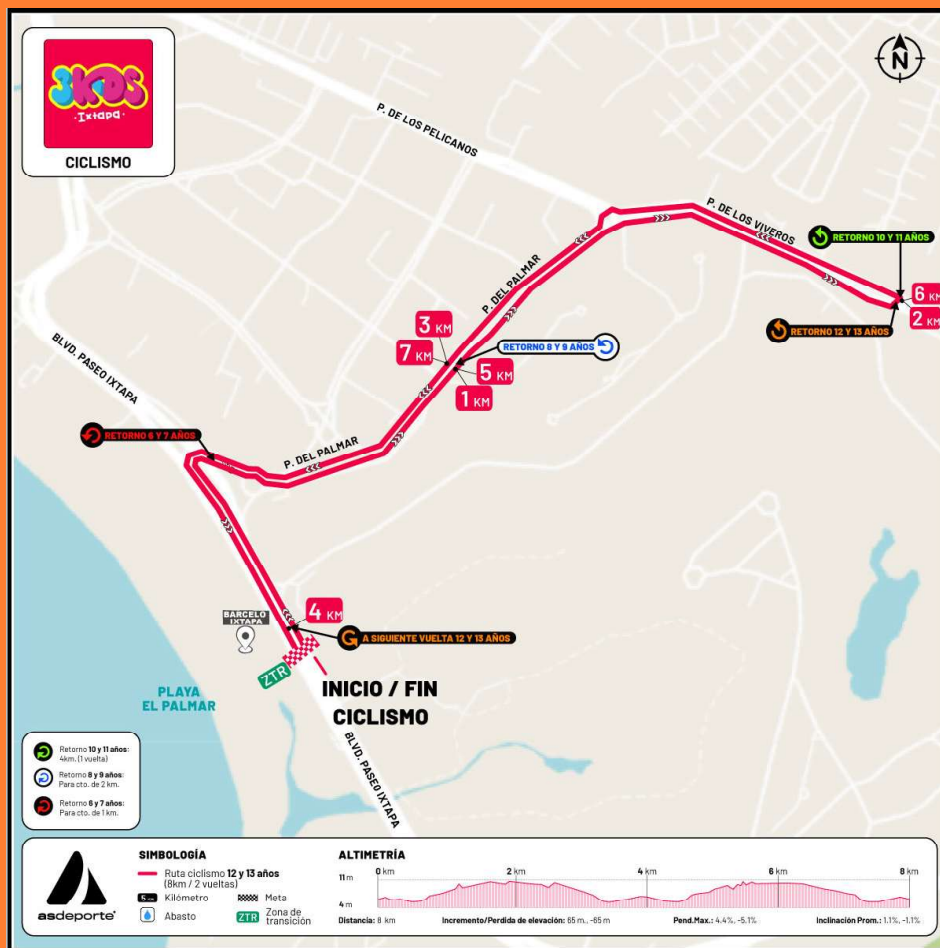 3KDS
·Ixtapa·
CICLISMO
N
P. DE LOS PELICANOS
P. DE LOS VIVEROS
RETORNO 10 Y 11 AÑOS
6 KM
2 KM
RETORNO 12 Y 13 AÑOS
P. DEL PALMAR
3 KM
7 KM
RETORNO 8 Y 9 AÑOS
5 KM
1 KM
BLVD. PASEO IXTAPA
RETORNO 6 Y 7 AÑOS
P. DEL PALMAR
BARCELO
IXTAPA
4 KM
A SIGUIENTE VUELTA 12 Y 13 AÑOS
ZTR
PLAYA
EL PALMAR
INICIO / FIN
CICLISMO
BLVD. PASEO IXTAPA
Retorno 10 y 11 años:
4km. (1 vuelta)
Retorno 8 y 9 años:
Para cto. de 2 km.
Retorno 6 y 7 años:
Para cto. de 1 km.
asdeporte
SIMBOLOGÍA
Ruta ciclismo 12 y 13 años
(8km / 2 vueltas)
5 KM Kilómetro
Meta
Abasto
ZTR Zona de
transición
ALTIMETRÍA
0 km 2 km 4 km 6 km 8 km
11 m
4 m
Distancia: 8 km Incremento/Perdida de elevación: 65 m., -65 m Pend.Max.: 4.4%, -5.1% Inclinación Prom.: 1.1%, -1.1%